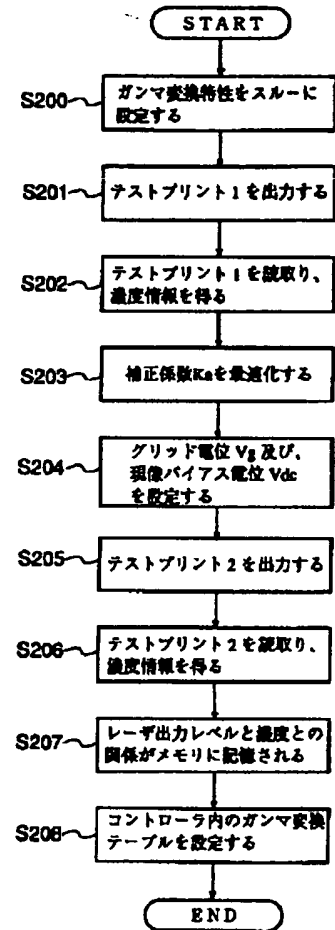 START
S200
ガンマ変換特性をスルーに
設定する
S201
テストプリント1を出力する
S202
テストプリント1を読取り、
濃度情報を得る
S203
補正係数Kaを最適化する
S204
グリッド電位 Vg 及び、
現像バイアス電位 Vdc
を設定する
S205
テストプリント2を出力する
S206
テストプリント2を読取り、
濃度情報を得る
S207
レーザ出力レベルと濃度との
関係がメモリに記憶される
S208
コントローラ内のガンマ変換
テーブルを設定する
END